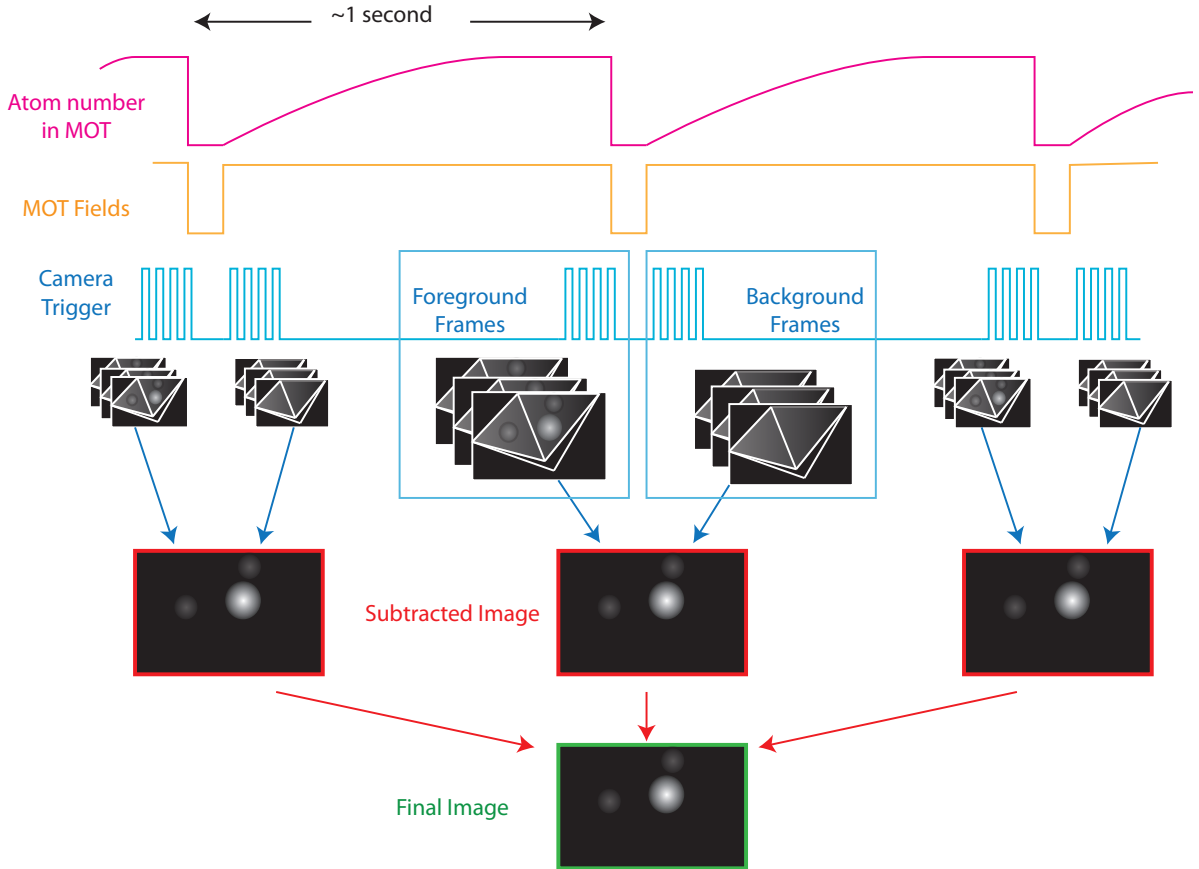 ~1 second
Atom number
in MOT
MOT Fields
Camera
Trigger
Foreground
Frames
Background
Frames
Subtracted Image
Final Image